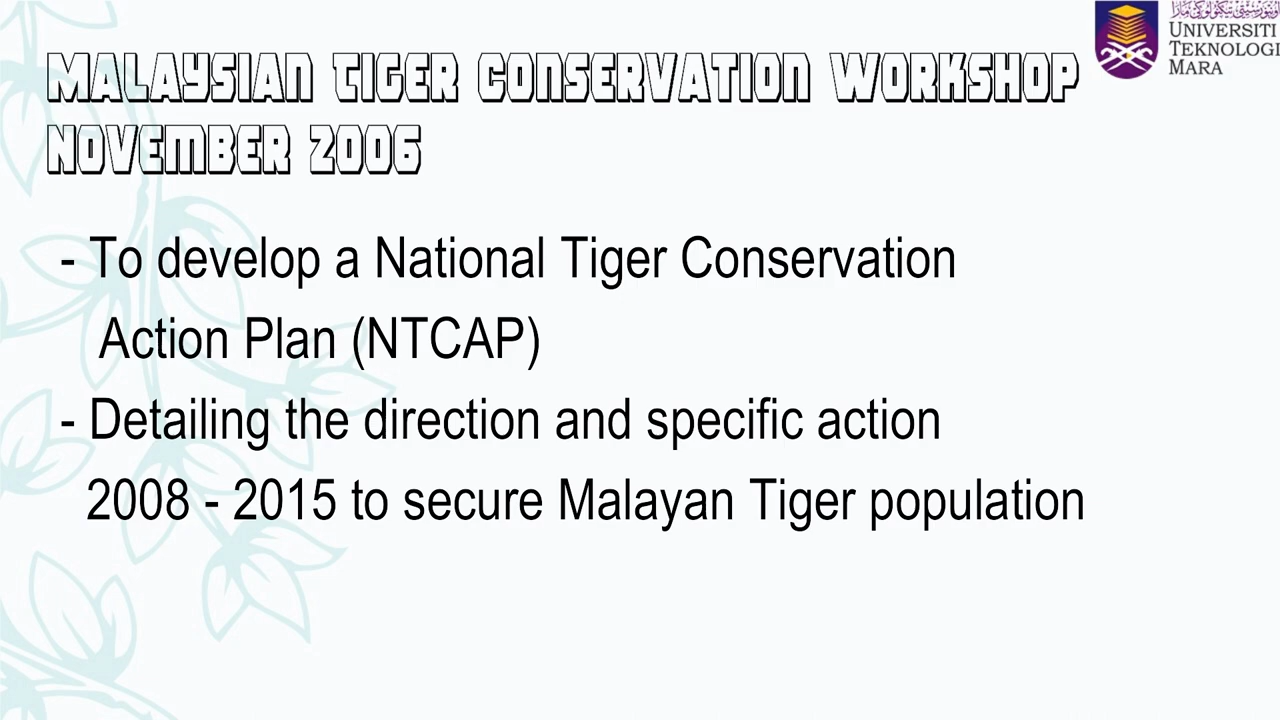 MALAYSIAN TIGER CONSERVATION WORKSHOP
NOVEMBER 2006
UNIVERSITI
TEKNOLOGI
MARA
- To develop a National Tiger Conservation
Action Plan (NTCAP)
- Detailing the direction and specific action
2008 - 2015 to secure Malayan Tiger population